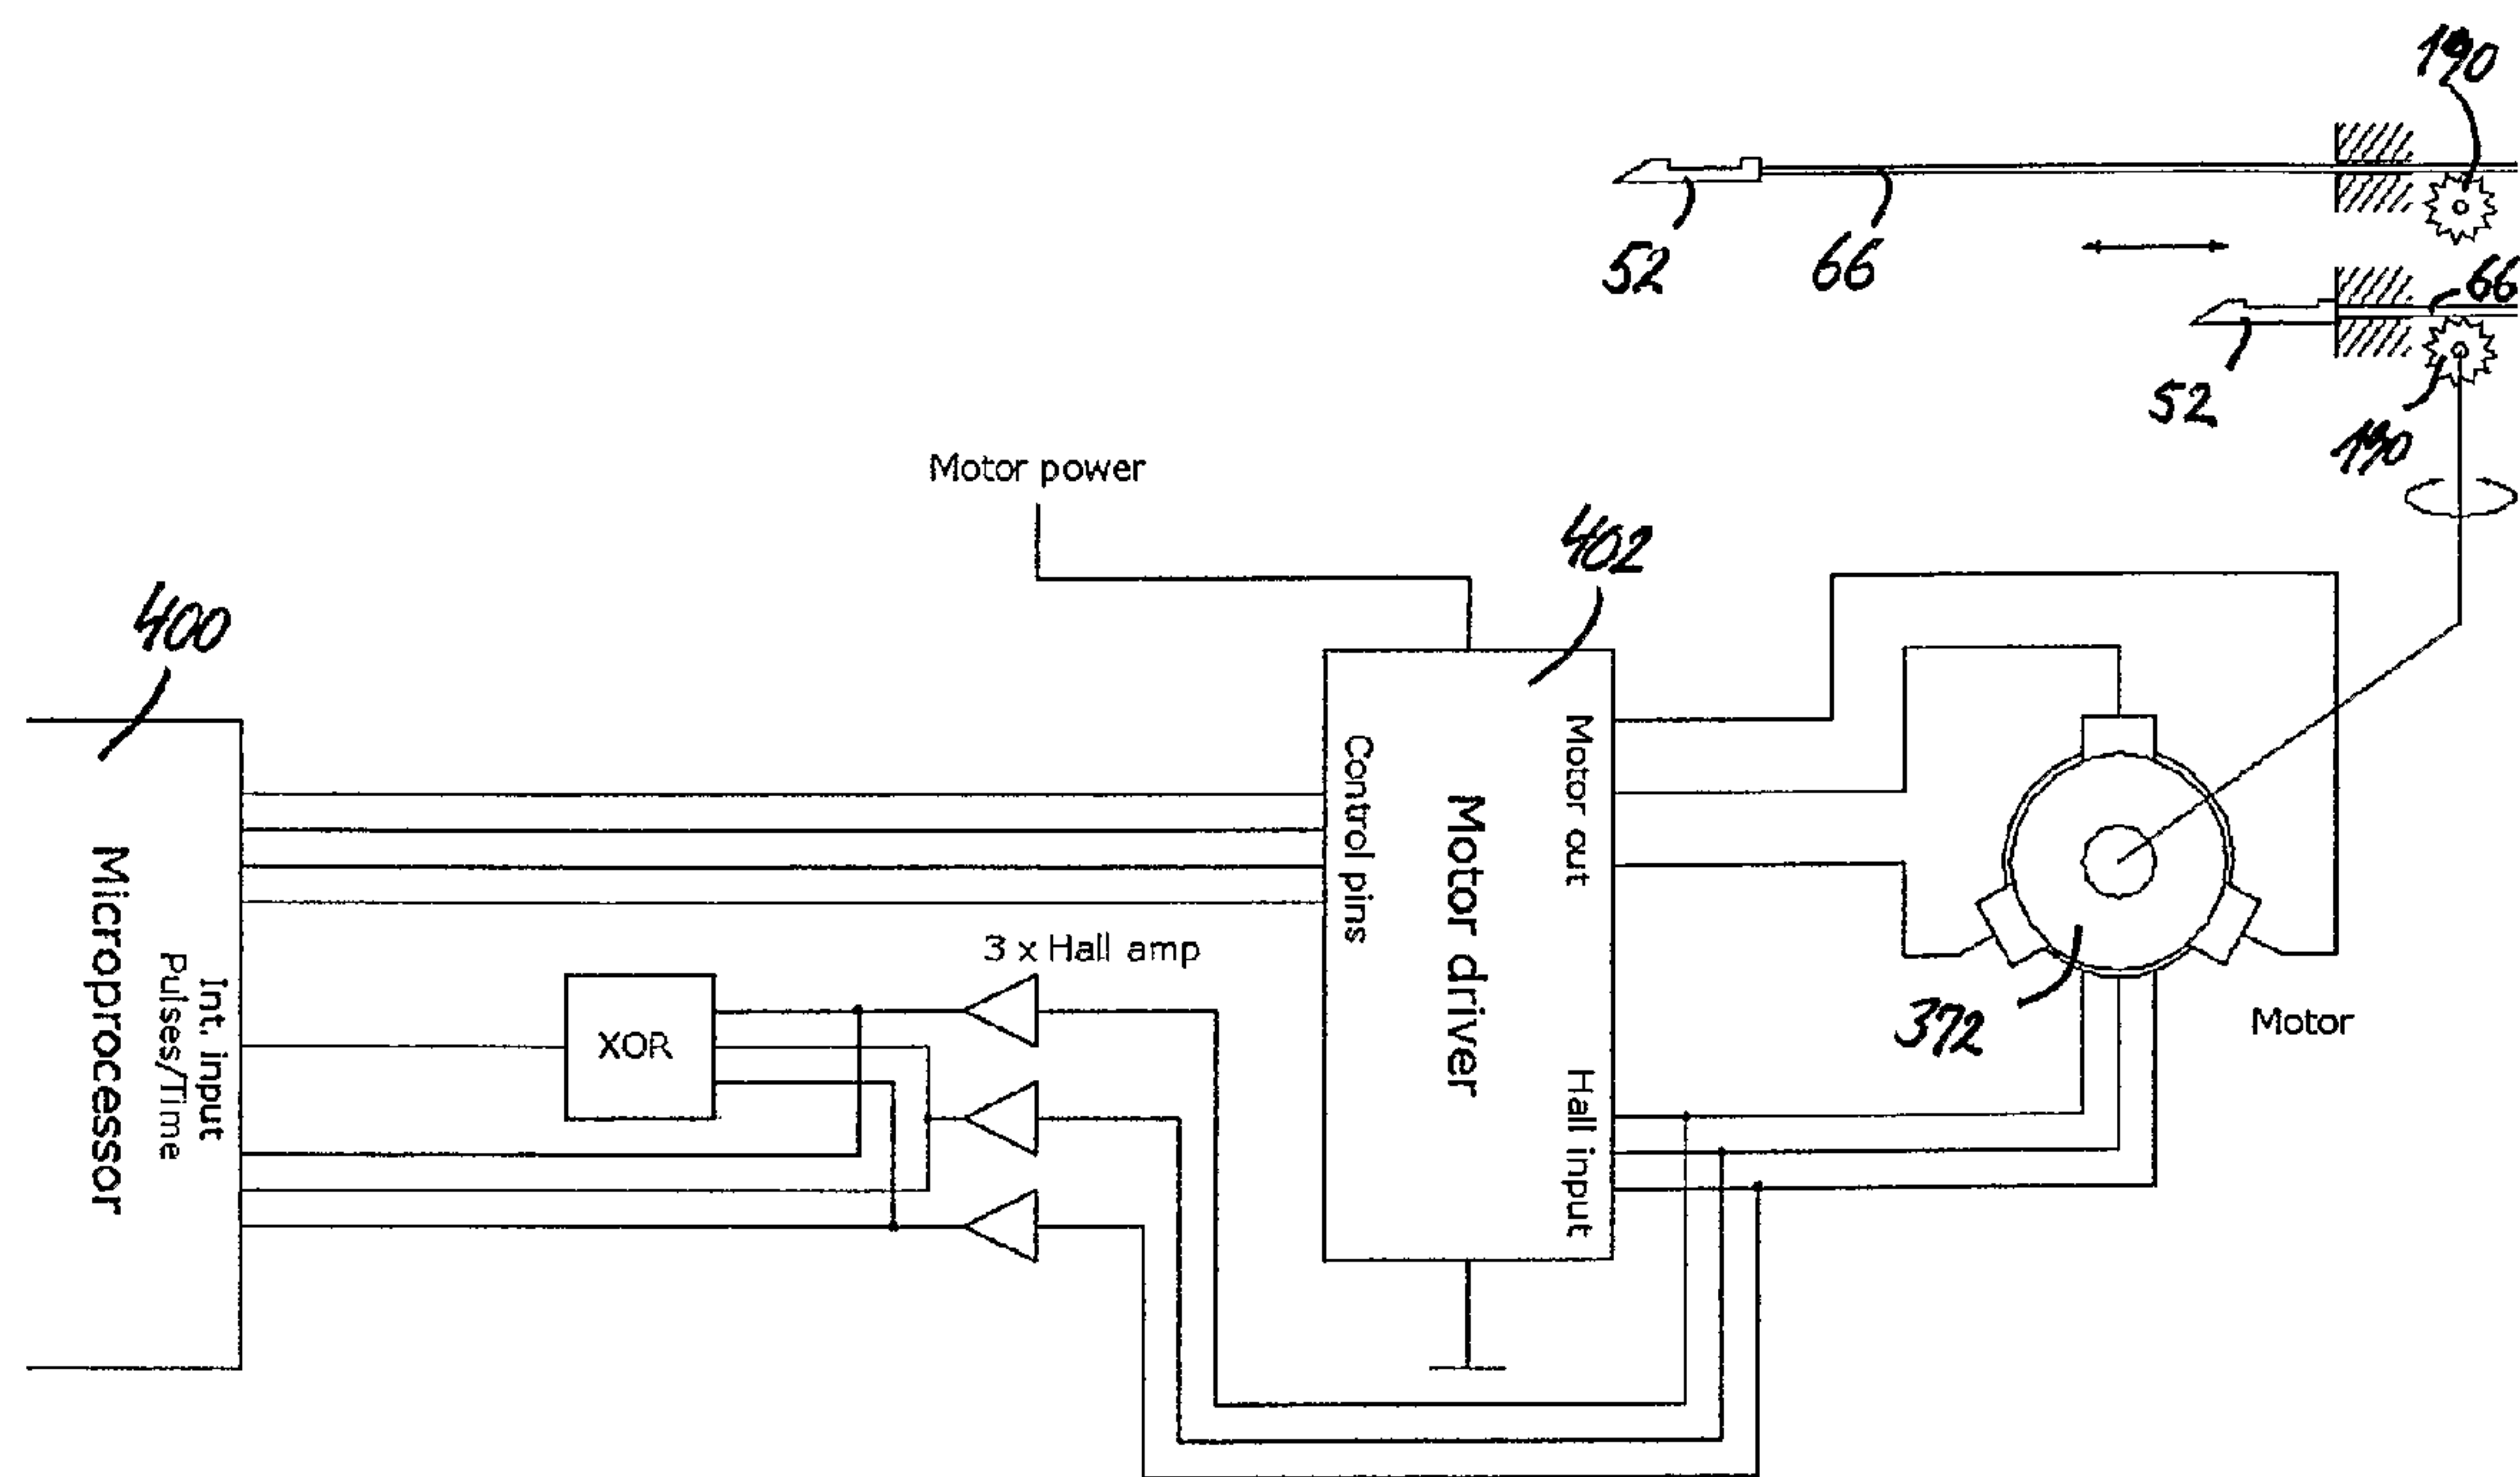 190
52
66
66
52
190
Motor power
402
400
Control pins
Motor driver
Motor out
Hall input
3 x Hall amp
XOR
Int. input
Pulses/Time
Microprocessor
372
Motor